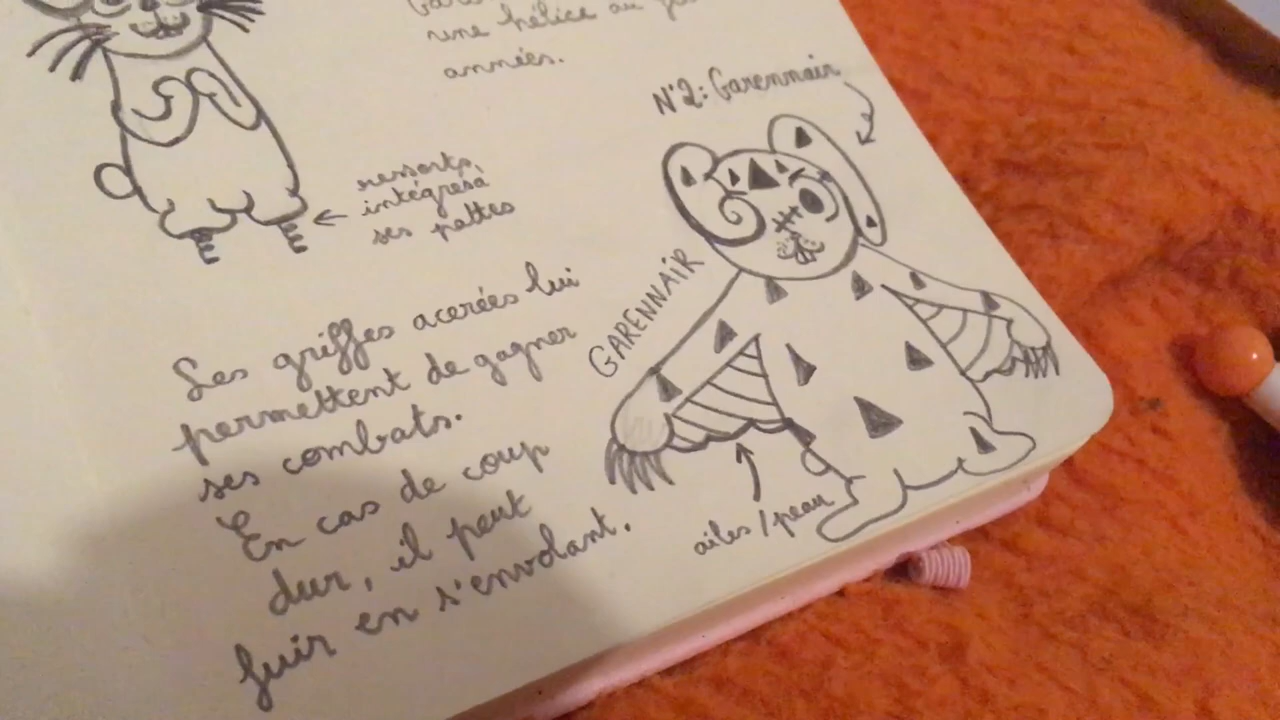 une hélice au
années.
N°2: Garennair
ressorts
intégrés à
ses pattes
GARENNAIR
Ses griffes acérées lui
permettent de gagner
ses combats.
En cas de coup
dur, il peut
fuir en s'envolant.
ailes/peau